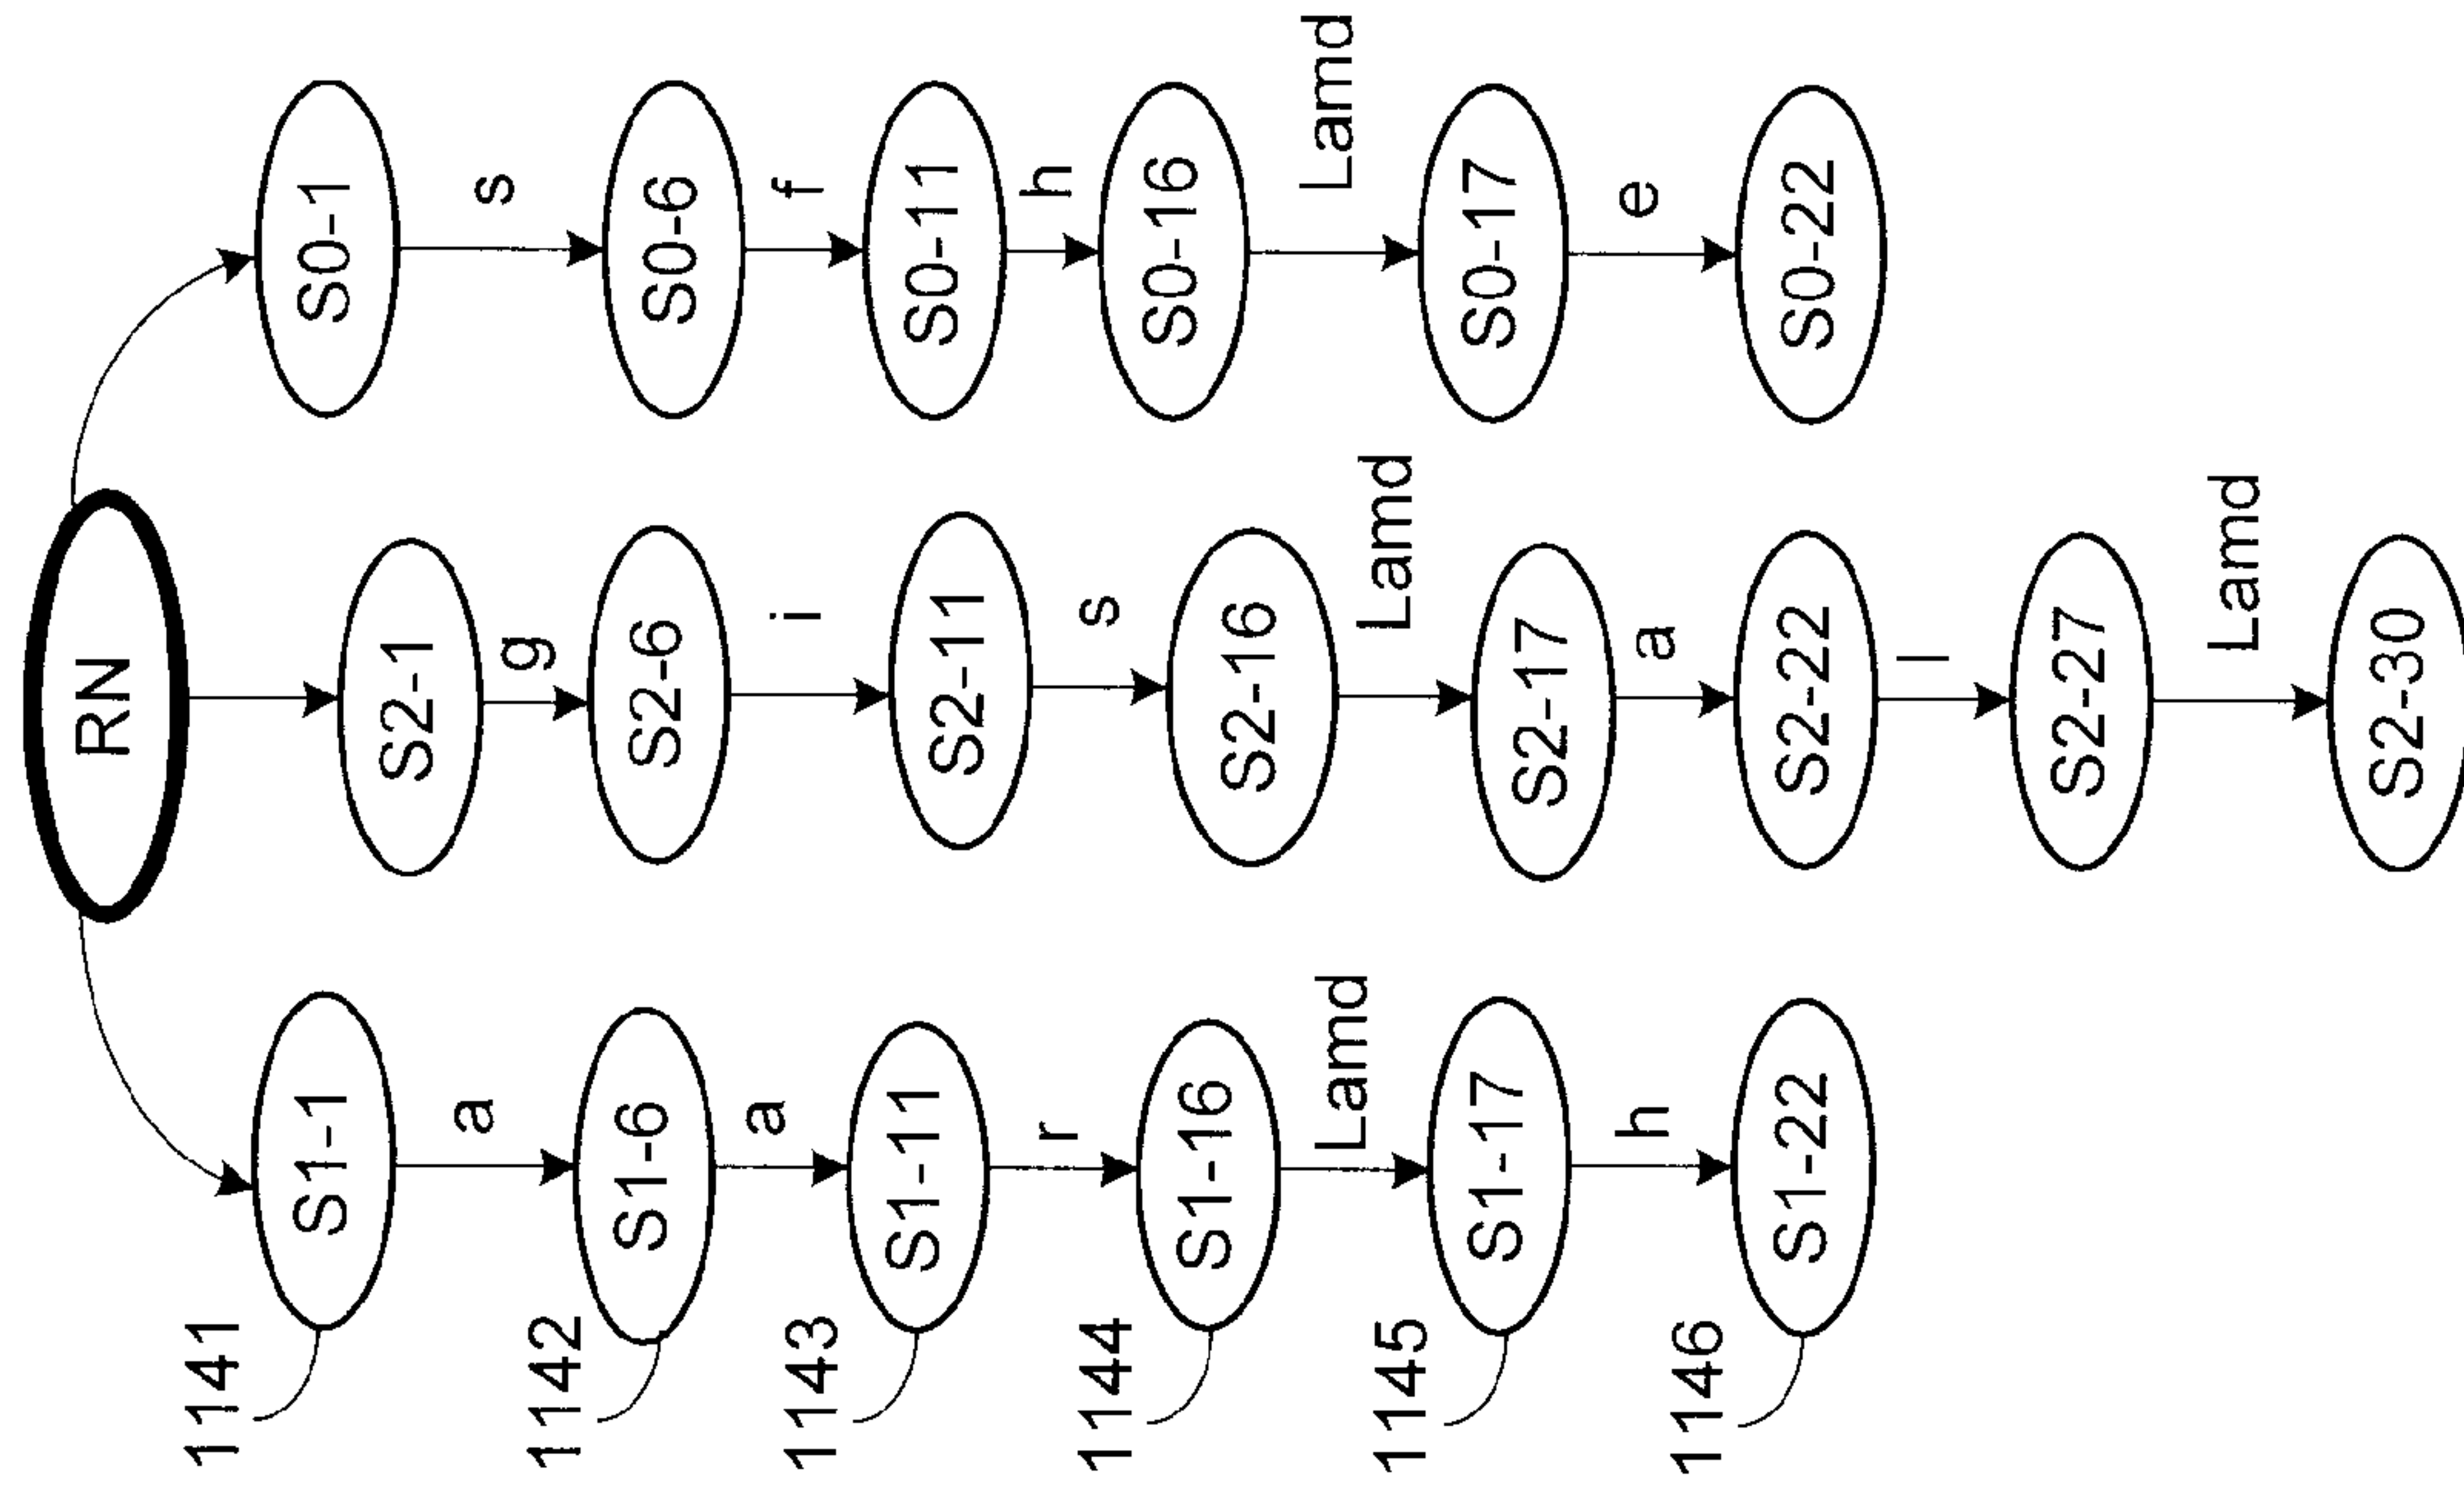 RN
S0-1
s
S0-6
f
S0-11
h
S0-16
Lamd
S0-17
e
S0-22
S2-1
g
S2-6
i
S2-11
s
S2-16
Lamd
S2-17
a
S2-22
l
S2-27
Lamd
S2-30
1141
S1-1
a
1142
S1-6
a
1143
S1-11
r
1144
S1-16
Lamd
1145
S1-17
h
1146
S1-22